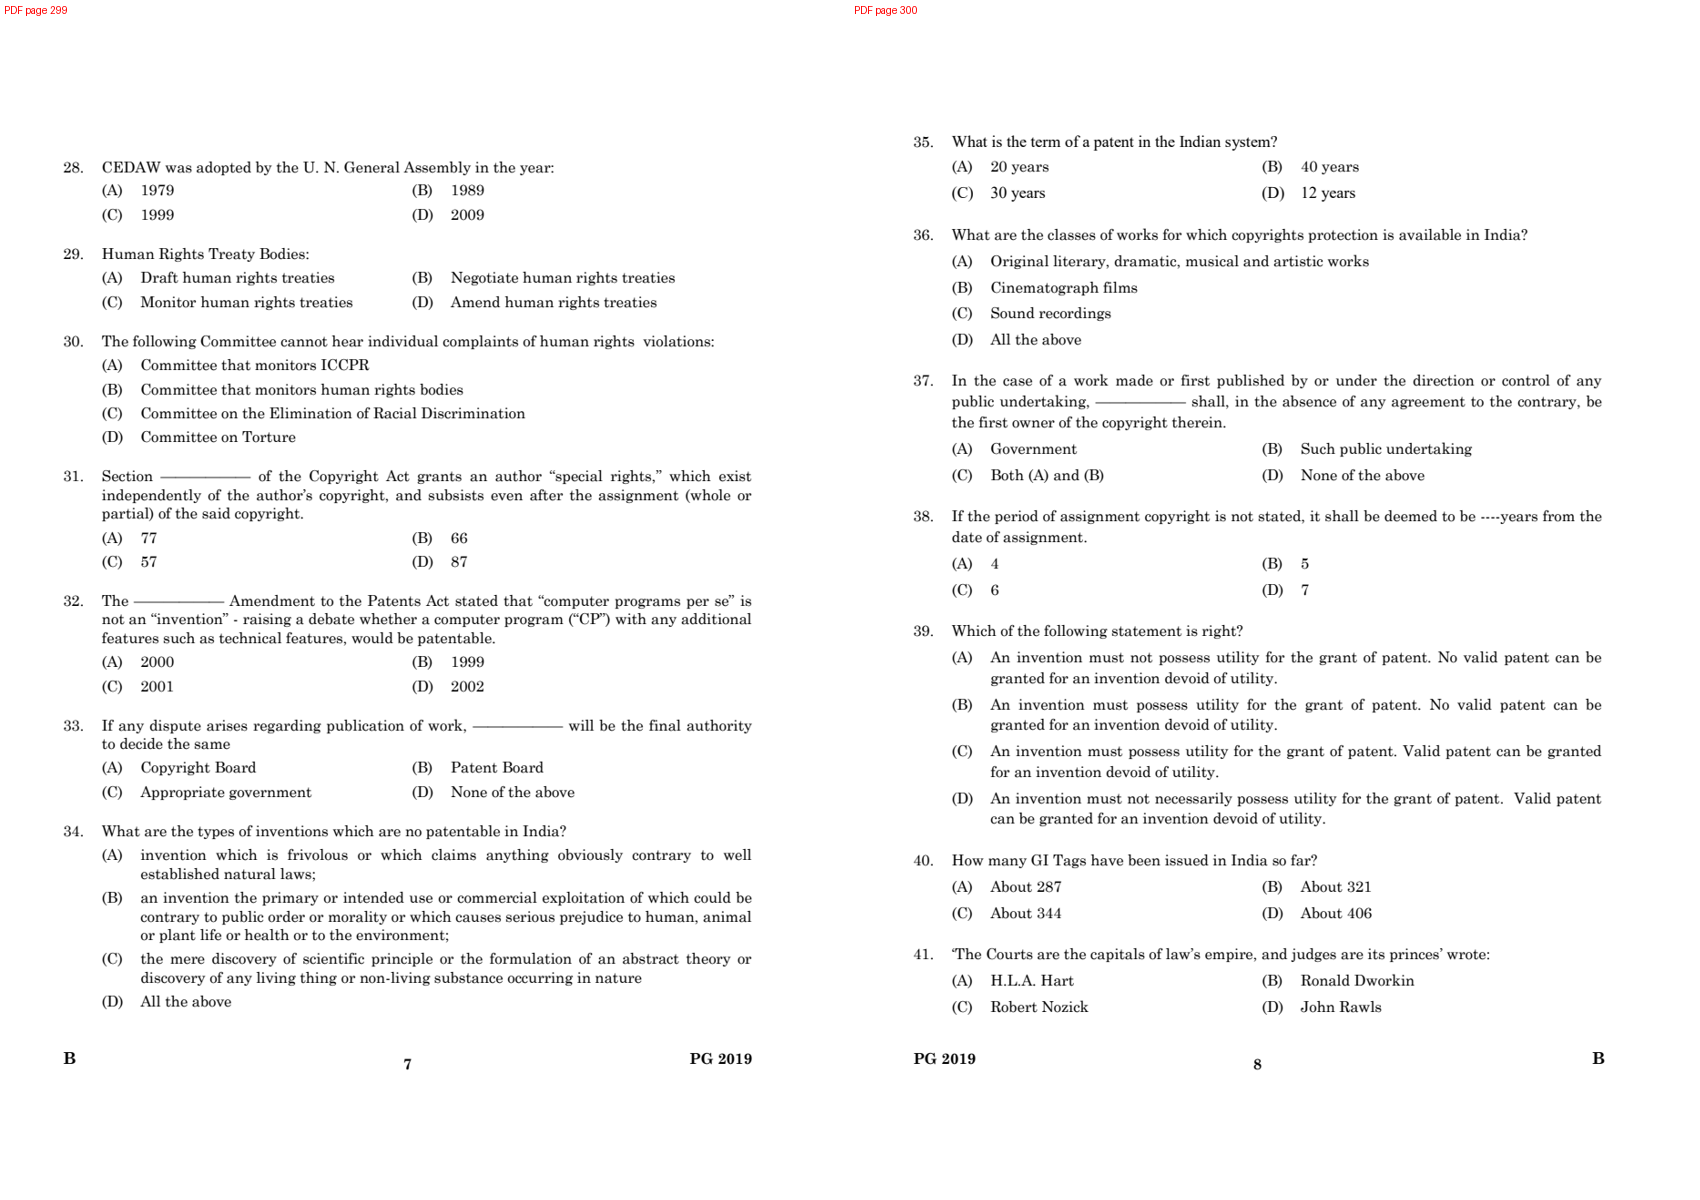 PDF page 299
28. CEDAW was adopted by the U. N. General Assembly in the year:
(A) 1979 (B) 1989
(C) 1999 (D) 2009
29. Human Rights Treaty Bodies:
(A) Draft human rights treaties (B) Negotiate human rights treaties
(C) Monitor human rights treaties (D) Amend human rights treaties
30. The following Committee cannot hear individual complaints of human rights violations:
(A) Committee that monitors ICCPR
(B) Committee that monitors human rights bodies
(C) Committee on the Elimination of Racial Discrimination
(D) Committee on Torture
31. Section ————— of the Copyright Act grants an author “special rights,” which exist
independently of the author’s copyright, and subsists even after the assignment (whole or
partial) of the said copyright.
(A) 77 (B) 66
(C) 57 (D) 87
32. The ————— Amendment to the Patents Act stated that “computer programs per se” is
not an “invention” - raising a debate whether a computer program (“CP”) with any additional
features such as technical features, would be patentable.
(A) 2000 (B) 1999
(C) 2001 (D) 2002
33. If any dispute arises regarding publication of work, ————— will be the final authority
to decide the same
(A) Copyright Board (B) Patent Board
(C) Appropriate government (D) None of the above
34. What are the types of inventions which are no patentable in India?
(A) invention which is frivolous or which claims anything obviously contrary to well
established natural laws;
(B) an invention the primary or intended use or commercial exploitation of which could be
contrary to public order or morality or which causes serious prejudice to human, animal
or plant life or health or to the environment;
(C) the mere discovery of scientific principle or the formulation of an abstract theory or
discovery of any living thing or non-living substance occurring in nature
(D) All the above
B 7 PG 2019
PDF page 300
35. What is the term of a patent in the Indian system?
(A) 20 years (B) 40 years
(C) 30 years (D) 12 years
36. What are the classes of works for which copyrights protection is available in India?
(A) Original literary, dramatic, musical and artistic works
(B) Cinematograph films
(C) Sound recordings
(D) All the above
37. In the case of a work made or first published by or under the direction or control of any
public undertaking, ————— shall, in the absence of any agreement to the contrary, be
the first owner of the copyright therein.
(A) Government (B) Such public undertaking
(C) Both (A) and (B) (D) None of the above
38. If the period of assignment copyright is not stated, it shall be deemed to be ----years from the
date of assignment.
(A) 4 (B) 5
(C) 6 (D) 7
39. Which of the following statement is right?
(A) An invention must not possess utility for the grant of patent. No valid patent can be
granted for an invention devoid of utility.
(B) An invention must possess utility for the grant of patent. No valid patent can be
granted for an invention devoid of utility.
(C) An invention must possess utility for the grant of patent. Valid patent can be granted
for an invention devoid of utility.
(D) An invention must not necessarily possess utility for the grant of patent. Valid patent
can be granted for an invention devoid of utility.
40. How many GI Tags have been issued in India so far?
(A) About 287 (B) About 321
(C) About 344 (D) About 406
41. ‘The Courts are the capitals of law’s empire, and judges are its princes’ wrote:
(A) H.L.A. Hart (B) Ronald Dworkin
(C) Robert Nozick (D) John Rawls
PG 2019 8 B